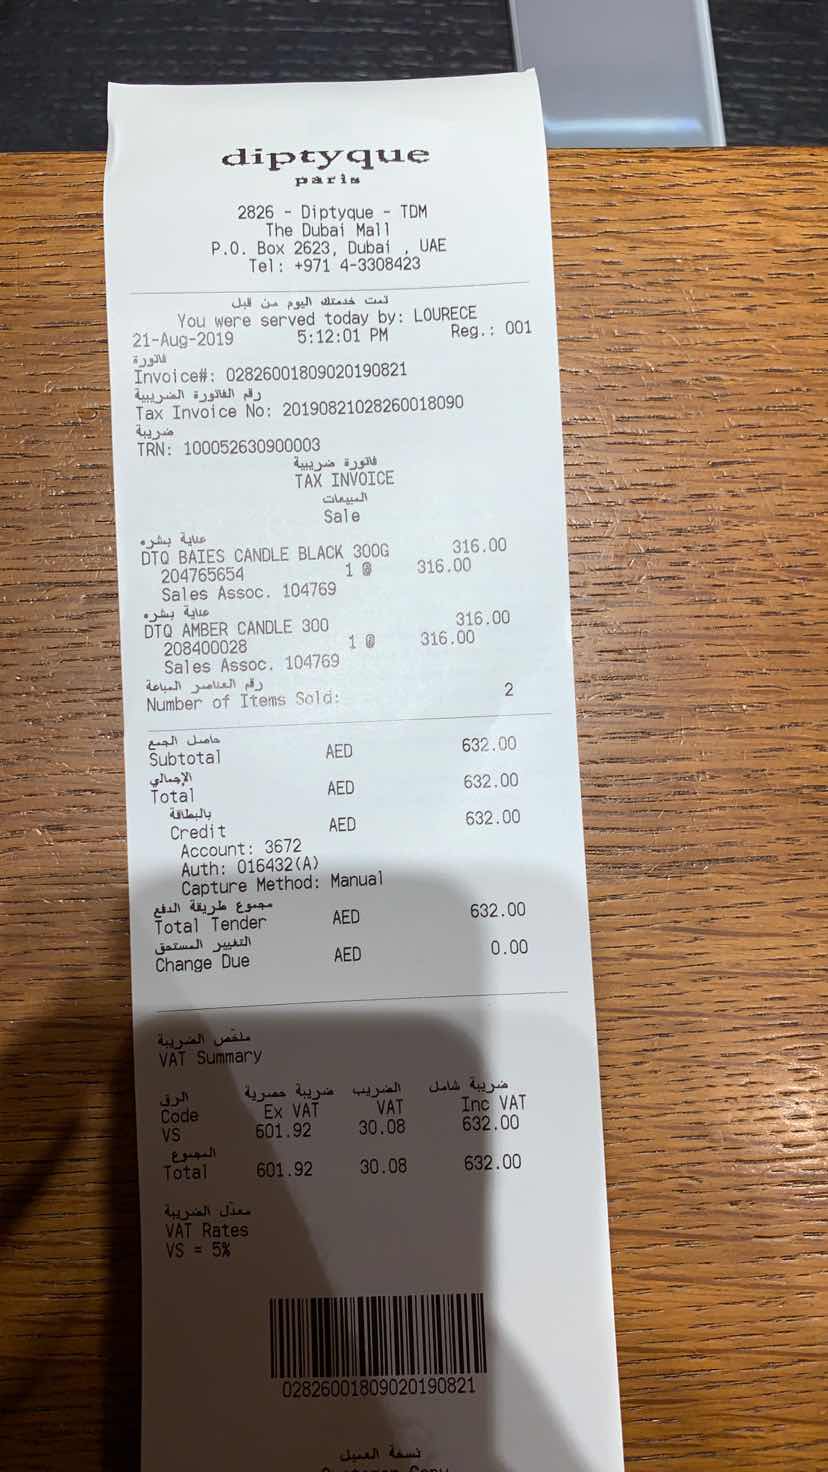 diptyque
paris
2826 - Diptyque - TDM
The Dubai Mall
P.O. Box 2623, Dubai , UAE
Tel: +971 4-3308423
تمت خدمتك اليوم من قبل
You were served today by: LOURECE
21-Aug-2019 5:12:01 PM Reg.: 001
فاتورة
Invoice#: 02826001809020190821
رقم الفاتورة الضريبية
Tax Invoice No: 20190821028260018090
ضريبة
TRN: 100052630900003
فاتورة ضريبية
TAX INVOICE
المبيعات
Sale
عناية بشره
DTQ BAIES CANDLE BLACK 300G 316.00
204765654 1 @ 316.00
Sales Assoc. 104769
عناية بشره
DTQ AMBER CANDLE 300 316.00
208400028 1 @ 316.00
Sales Assoc. 104769
رقم العناصر المباعة
Number of Items Sold: 2
حاصل الجمع
Subtotal AED 632.00
الإجمالي
Total AED 632.00
بالبطاقة
Credit AED 632.00
Account: 3672
Auth: 016432(A)
Capture Method: Manual
مجموع طريقة الدفع
Total Tender AED 632.00
التغيير المستحق
Change Due AED 0.00
ملخص الضريبة
VAT Summary
الرق ضريبة حصرية الضريب ضريبة شامل
Code Ex VAT VAT Inc VAT
VS 601.92 30.08 632.00
المجموع
Total 601.92 30.08 632.00
معدّل الضريبة
VAT Rates
VS = 5%
02826001809020190821
نسخة العميل
Customer Copy